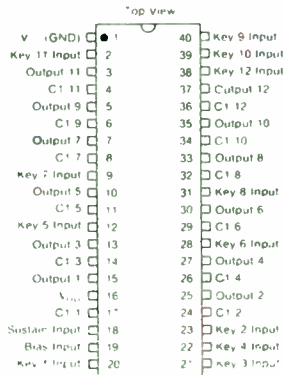 Top View
V (GND) 1 40 Key 9 Input
Key 11 Input 2 39 Key 10 Input
Output 11 3 38 Key 12 Input
C1 11 4 37 Output 12
Output 9 5 36 C1 12
C1 9 6 35 Output 10
Output 7 7 34 C1 10
C1 7 8 33 Output 8
Key 7 Input 9 32 C1 8
Output 5 10 31 Key 8 Input
C1 5 11 30 Output 6
Key 5 Input 12 29 C1 6
Output 3 13 28 Key 6 Input
C1 3 14 27 Output 4
Output 1 15 26 C1 4
16 25 Output 2
C1 1 17 24 C1 2
Sustain Input 18 23 Key 2 Input
Bias Input 19 22 Key 4 Input
Key 1 Input 20 21 Key 3 Input